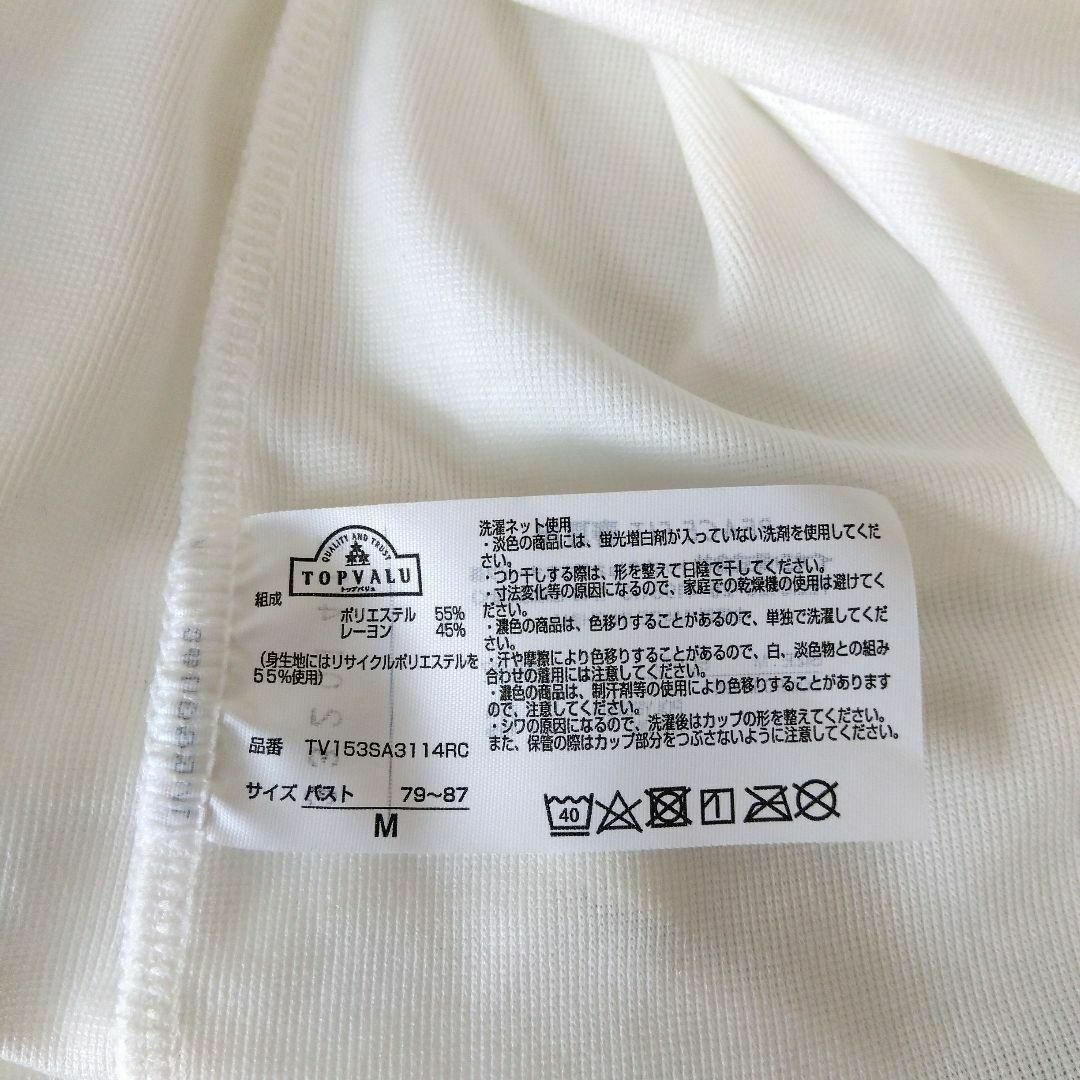 QUALITY AND TRUST
TOPVALU
トップバリュ
組成
ポリエステル 55%
レーヨン 45%
(身生地にはリサイクルポリエステルを
55%使用)
品番 TV153SA3114RC
サイズ バスト 79~87
M
洗濯ネット使用
・淡色の商品には、蛍光増白剤が入っていない洗剤を使用してくだ
さい。
・つり干しする際は、形を整えて日陰で干してください。
・寸法変化等の原因になるので、家庭での乾燥機の使用は避けてく
ださい。
・濃色の商品は、色移りすることがあるので、単独で洗濯してくだ
さい。
・汗や摩擦により色移りすることがあるので、白、淡色物との組み
合わせの着用には注意してください。
・濃色の商品は、制汗剤等の使用により色移りすることがあります
ので、注意してください。
・シワの原因になるので、洗濯後はカップの形を整えてください。
また、保管の際はカップ部分をつぶさないように注意してください。
40